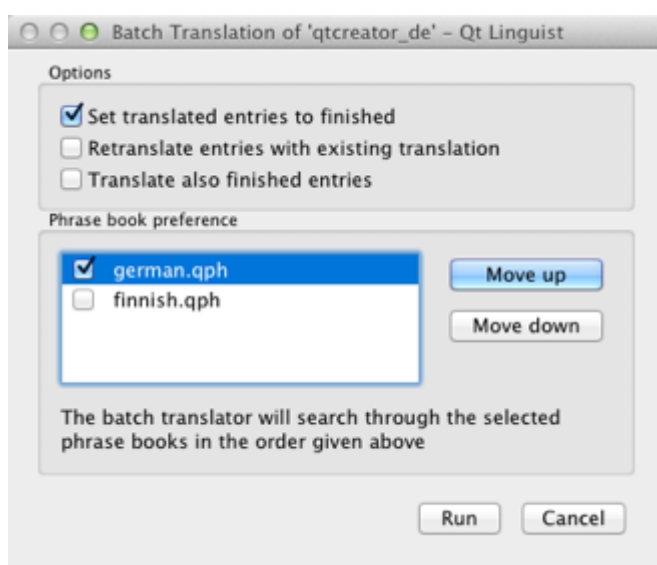 Batch Translation of 'qtcreator_de' – Qt Linguist
Options
Set translated entries to finished
Retranslate entries with existing translation
Translate also finished entries
Phrase book preference
german.qph
Move up
finnish.qph
Move down
The batch translator will search through the selected
phrase books in the order given above
Run Cancel